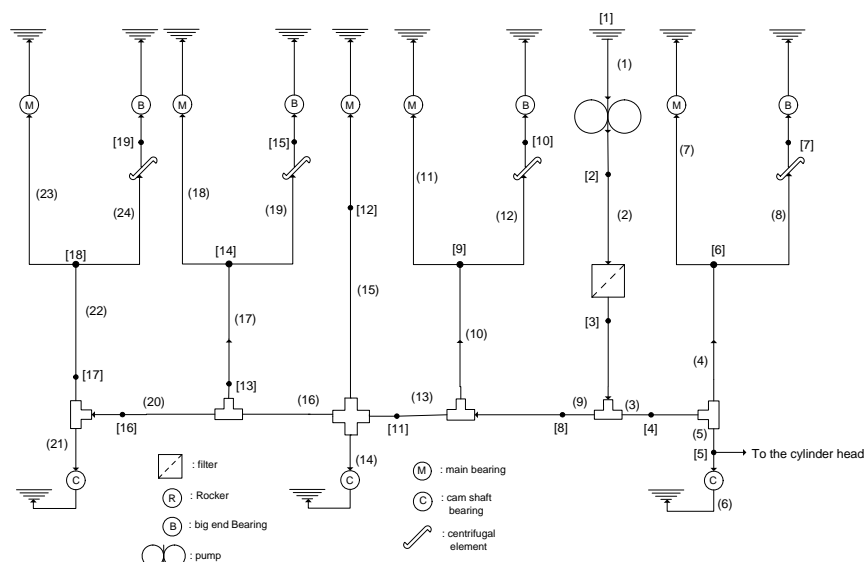 [1]
(1)
M
B
M
B
M
M
B
M
B
[19]
[15]
[10]
[7]
(7)
[2]
(23)
(24)
(18)
(19)
[12]
(11)
(12)
(2)
(8)
[18]
[14]
[9]
[6]
(22)
(17)
(15)
(10)
[3]
(4)
[17]
[13]
(20)
(16)
(13)
(9)
(3)
[16]
[11]
[8]
[4]
(5)
(21)
(14)
[5]
To the cylinder head
C
C
C
(6)
: filter
R : Rocker
B : big end Bearing
: pump
M : main bearing
C : cam shaft
bearing
: centrifugal
element